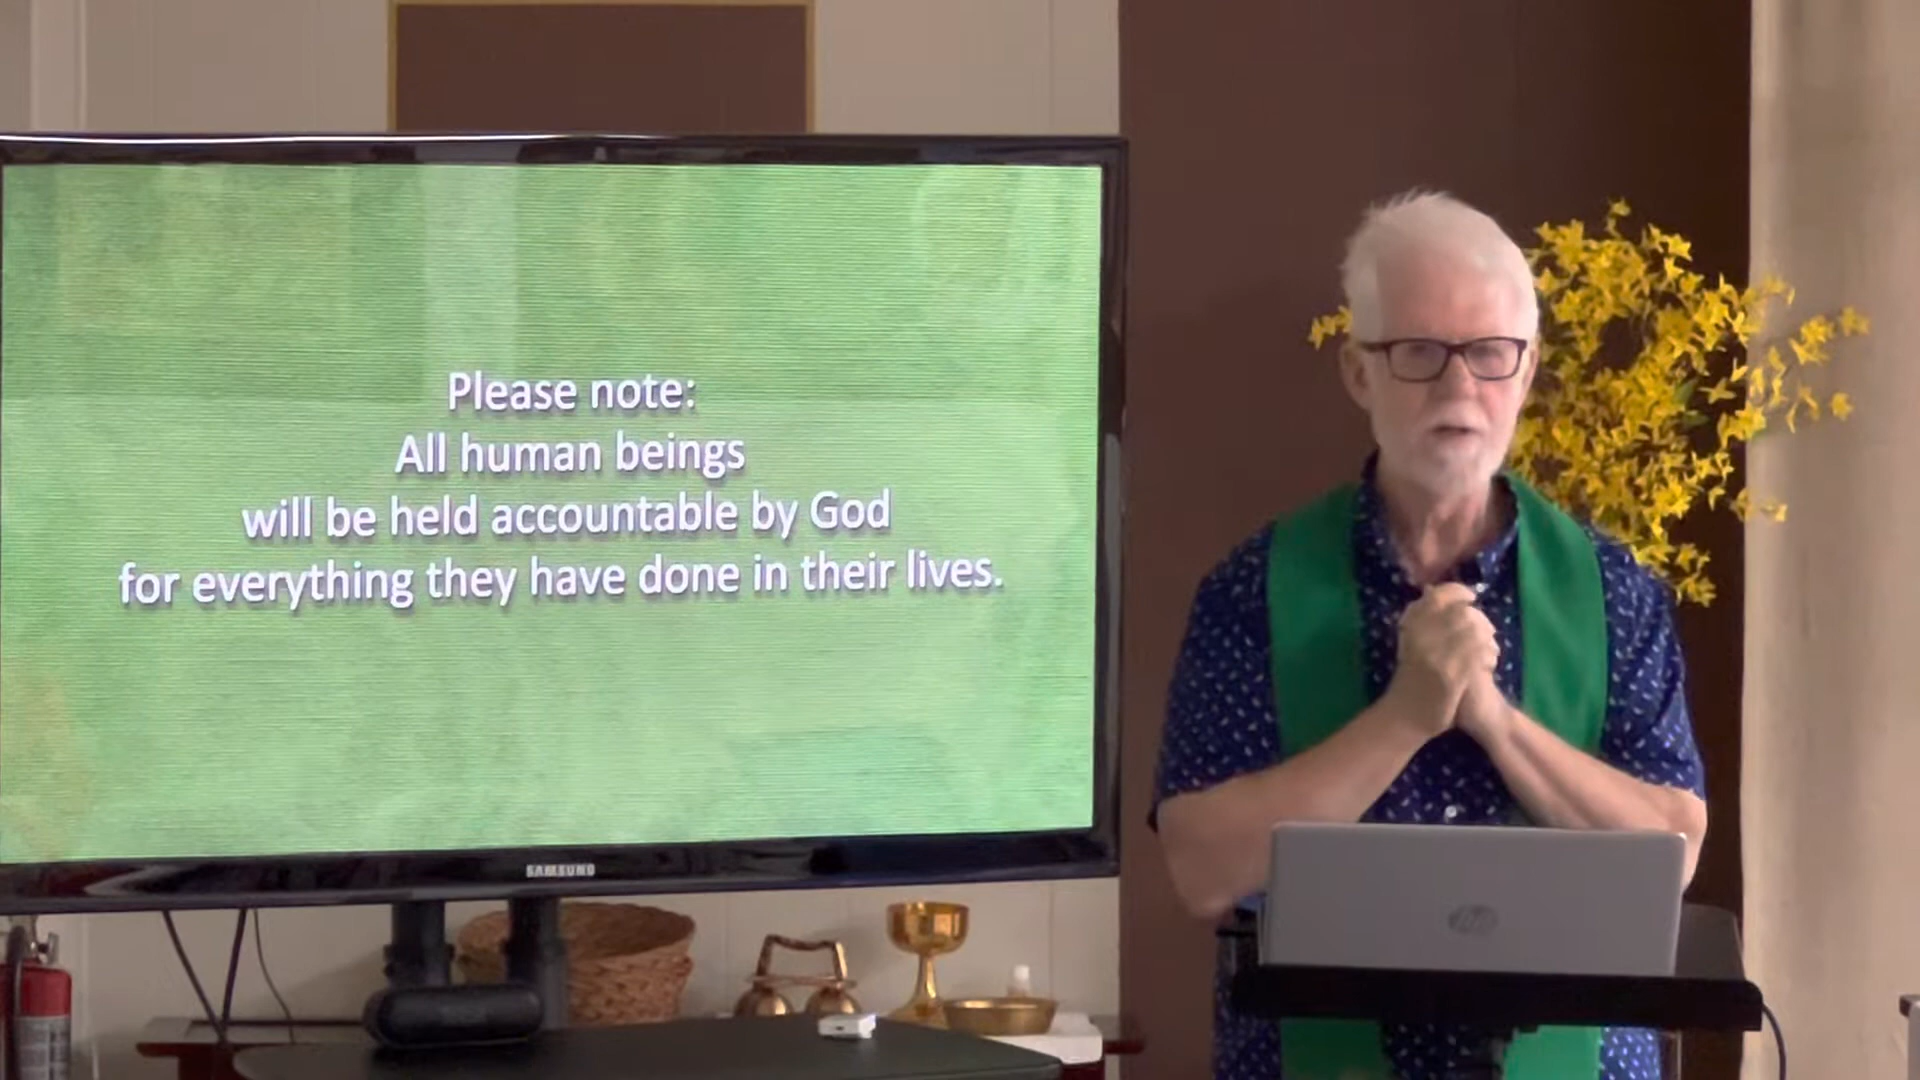 Please note:
All human beings
will be held accountable by God
for everything they have done in their lives.
SAMSUNG
hp